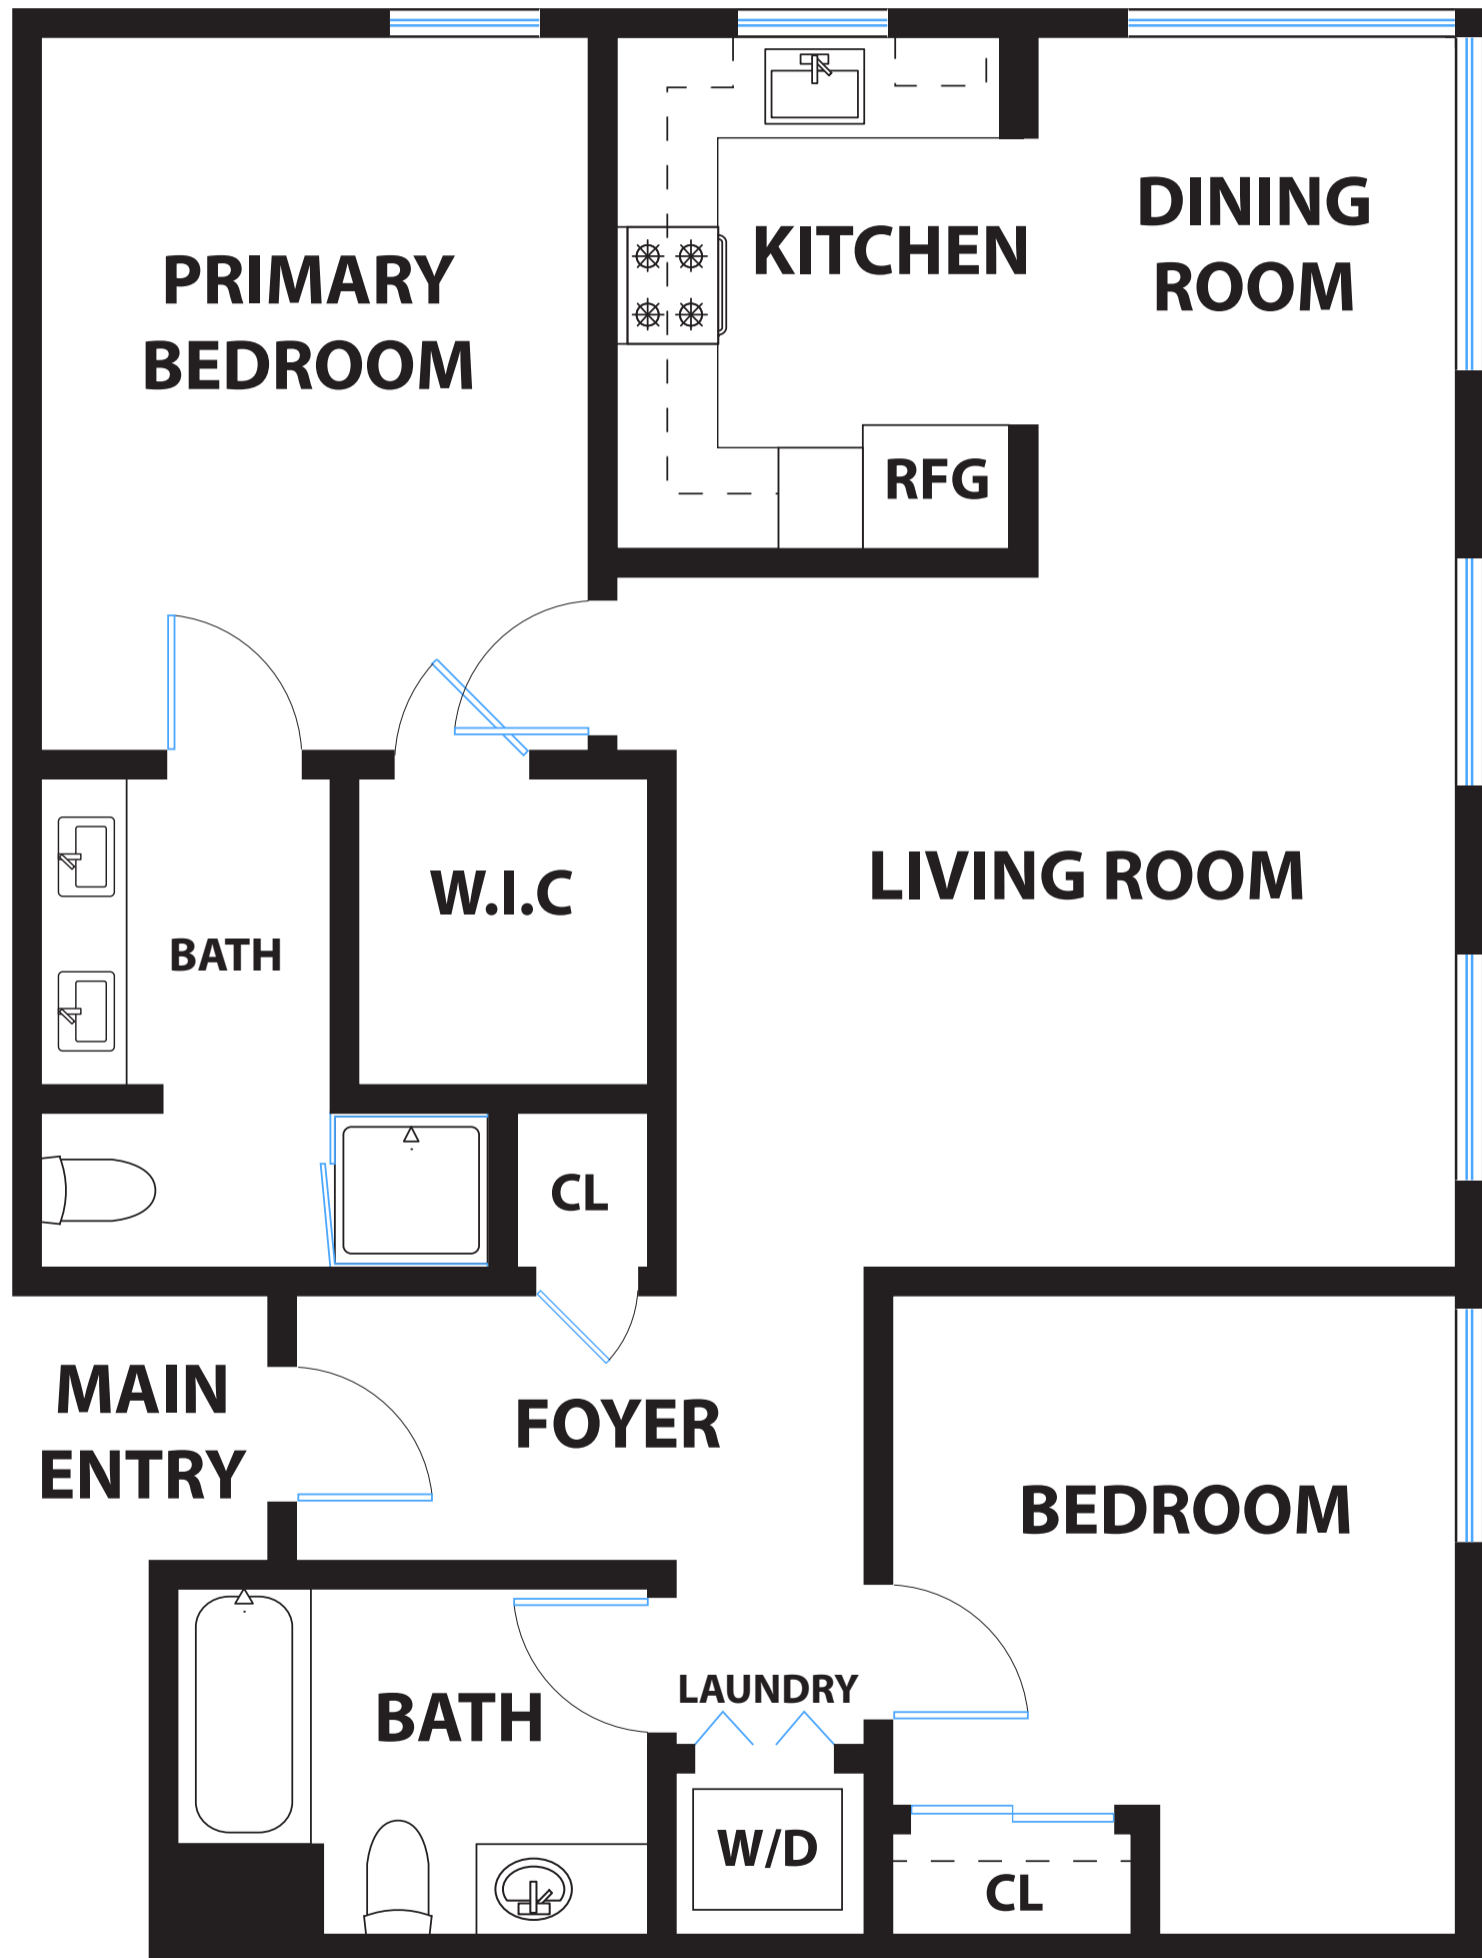 PRIMARY
BEDROOM
KITCHEN
DINING
ROOM
RFG
LIVING ROOM
W.I.C
BATH
CL
MAIN
ENTRY
FOYER
BEDROOM
LAUNDRY
BATH
W/D
CL